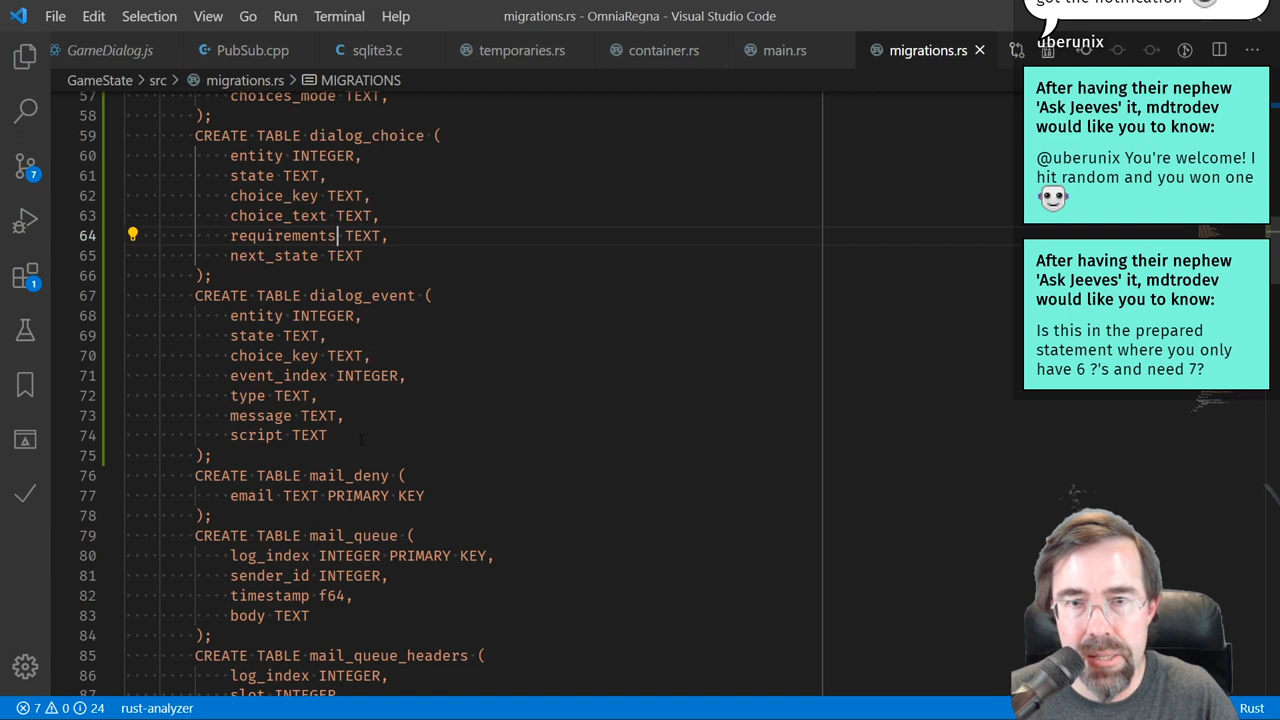 File Edit Selection View Go Run Terminal Help
migrations.rs - OmniaRegna - Visual Studio Code
GameDialog.js PubSub.cpp sqlite3.c temporaries.rs container.rs main.rs migrations.rs
GameState > src > migrations.rs > MIGRATIONS
57 choices_mode TEXT,
58 );
59 CREATE TABLE dialog_choice (
60 entity INTEGER,
61 state TEXT,
62 choice_key TEXT,
63 choice_text TEXT,
64 requirements TEXT,
65 next_state TEXT
66 );
67 CREATE TABLE dialog_event (
68 entity INTEGER,
69 state TEXT,
70 choice_key TEXT,
71 event_index INTEGER,
72 type TEXT,
73 message TEXT,
74 script TEXT
75 );
76 CREATE TABLE mail_deny (
77 email TEXT PRIMARY KEY
78 );
79 CREATE TABLE mail_queue (
80 log_index INTEGER PRIMARY KEY,
81 sender_id INTEGER,
82 timestamp f64,
83 body TEXT
84 );
85 CREATE TABLE mail_queue_headers (
86 log_index INTEGER,
87 slot INTEGER
7
1
7 0 24 rust-analyzer
Rust
got the notification
uberunix
After having their nephew
'Ask Jeeves' it, mdtrodev
would like you to know:
@uberunix You're welcome! I
hit random and you won one
After having their nephew
'Ask Jeeves' it, mdtrodev
would like you to know:
Is this in the prepared
statement where you only
have 6 ?'s and need 7?